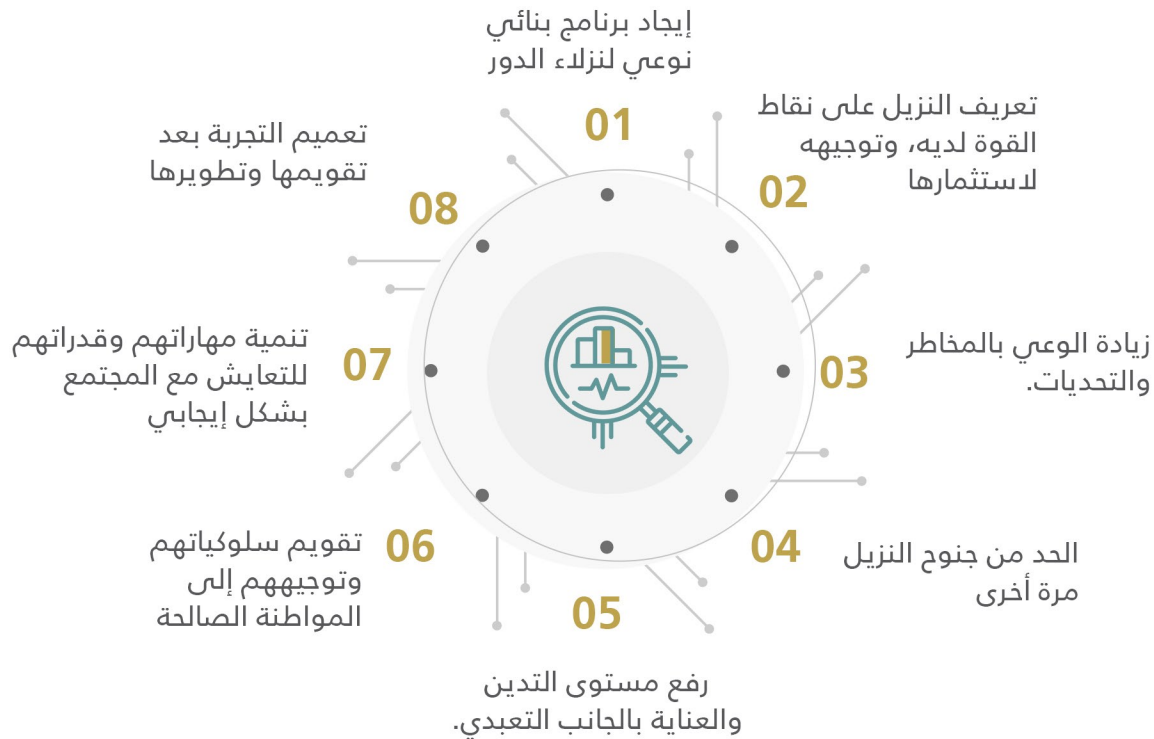 01
إيجاد برنامج بنائي
نوعي لنزلاء الدور
02
تعريف النزيل على نقاط
القوة لديه، وتوجيهه
لاستثمارها
03
زيادة الوعي بالمخاطر
والتحديات.
04
الحد من جنوح النزيل
مرة أخرى
05
رفع مستوى التدين
والعناية بالجانب التعبدي.
06
تقويم سلوكياتهم
وتوجيههم إلى
المواطنة الصالحة
07
تنمية مهاراتهم وقدراتهم
للتعايش مع المجتمع
بشكل إيجابي
08
تعميم التجربة بعد
تقويمها وتطويرها